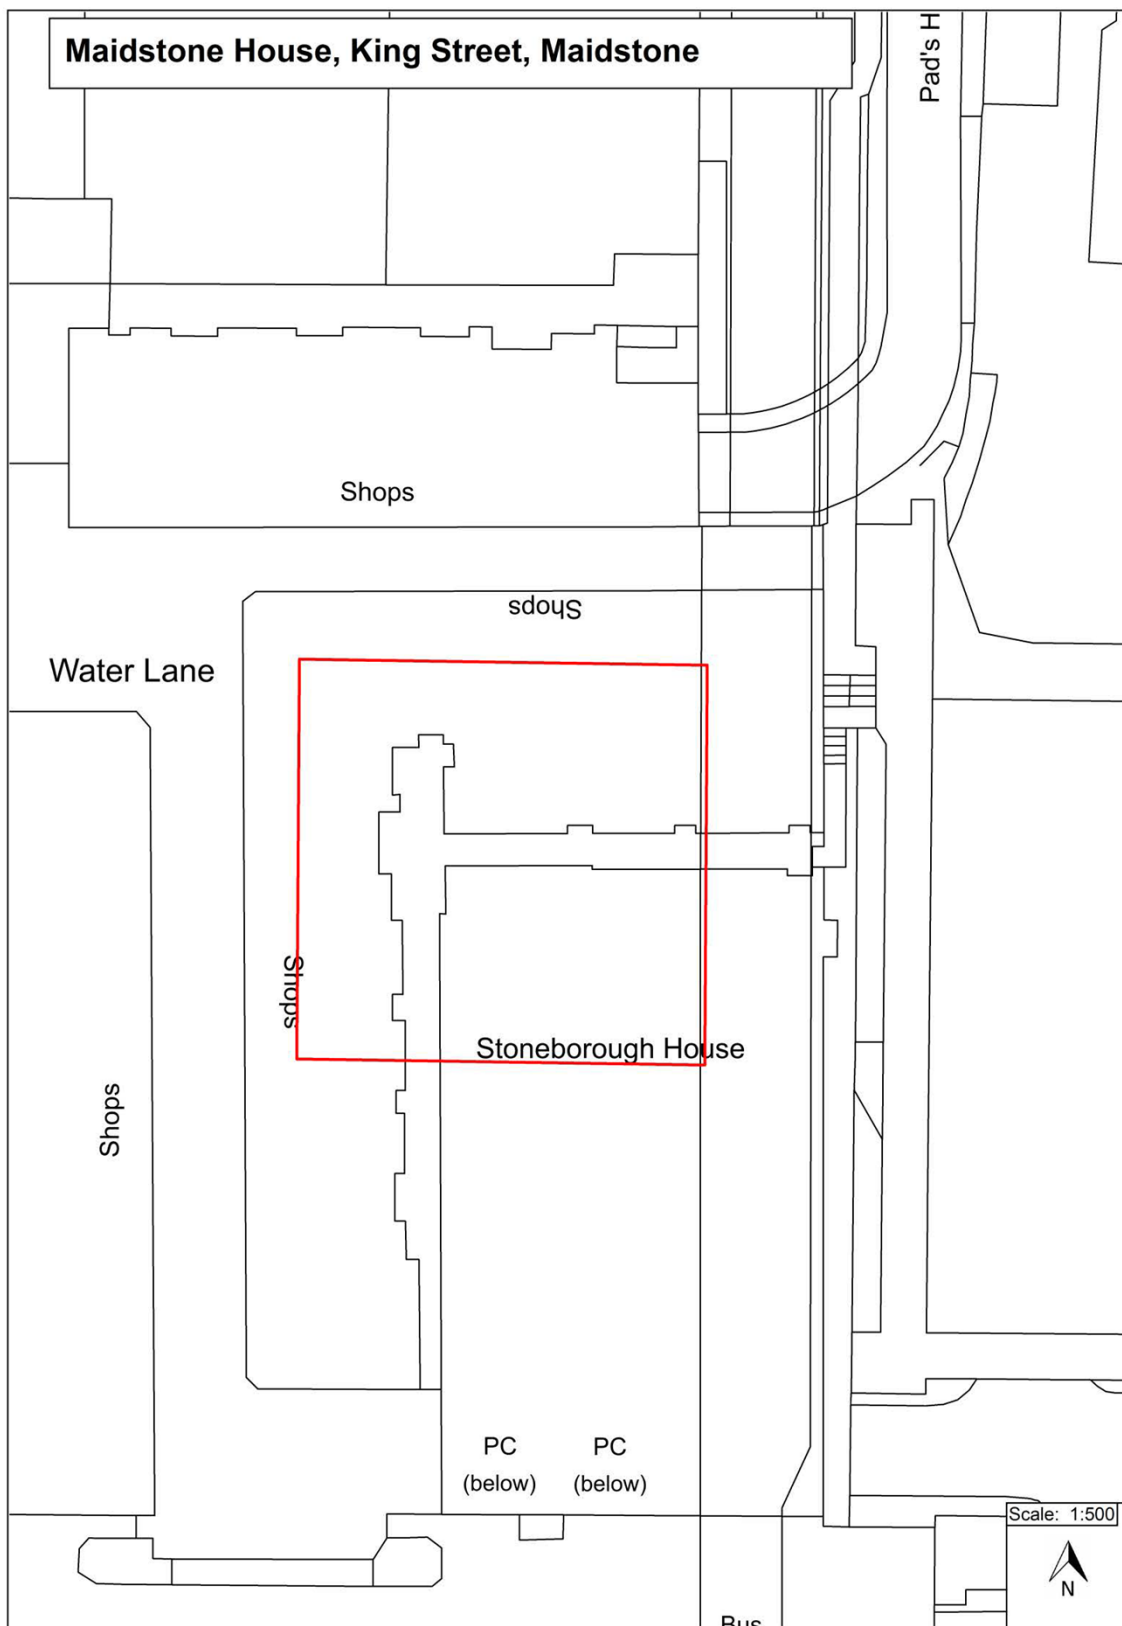 Maidstone House, King Street, Maidstone
Pad's H
Shops
Shops
Water Lane
Shops
Stoneborough House
Shops
PC
(below)
PC
(below)
Scale: 1:500
N
Bus